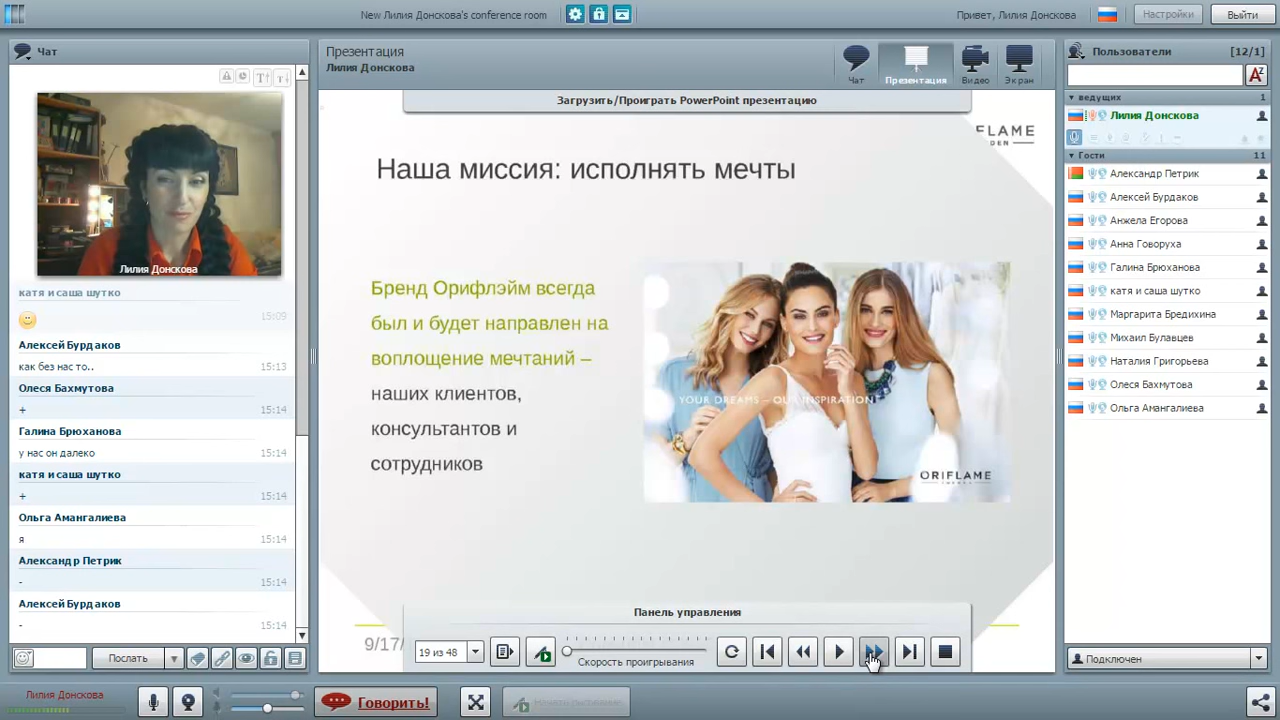 New Лилия Донскова's conference room
Привет, Лилия Донскова
Настройки
Выйти
Чат
Лилия Донскова
катя и саша шутко
15:09
Алексей Бурдаков
как без нас то..
15:13
Олеся Бахмутова
+
15:14
Галина Брюханова
у нас он далеко
15:14
катя и саша шутко
+
15:14
Ольга Амангалиева
я
15:14
Александр Петрик
-
15:14
Алексей Бурдаков
-
15:14
Послать
Презентация
Лилия Донскова
Чат
Презентация
Видео
Экран
Загрузить/Проиграть PowerPoint презентацию
FLAME
DEN
Наша миссия: исполнять мечты
Бренд Орифлэйм всегда
был и будет направлен на
воплощение мечтаний –
наших клиентов,
консультантов и
сотрудников
YOUR DREAMS – OUR INSPIRATION
ORIFLAME
9/17/
Панель управления
19 из 48
Скорость проигрывания
Пользователи
[12/1]
AZ
ведущих
1
Лилия Донскова
Гости
11
Александр Петрик
Алексей Бурдаков
Анжела Егорова
Анна Говоруха
Галина Брюханова
катя и саша шутко
Маргарита Бредихина
Михаил Булавцев
Наталия Григорьева
Олеся Бахмутова
Ольга Амангалиева
Подключен
Лилия Донскова
Говорить!